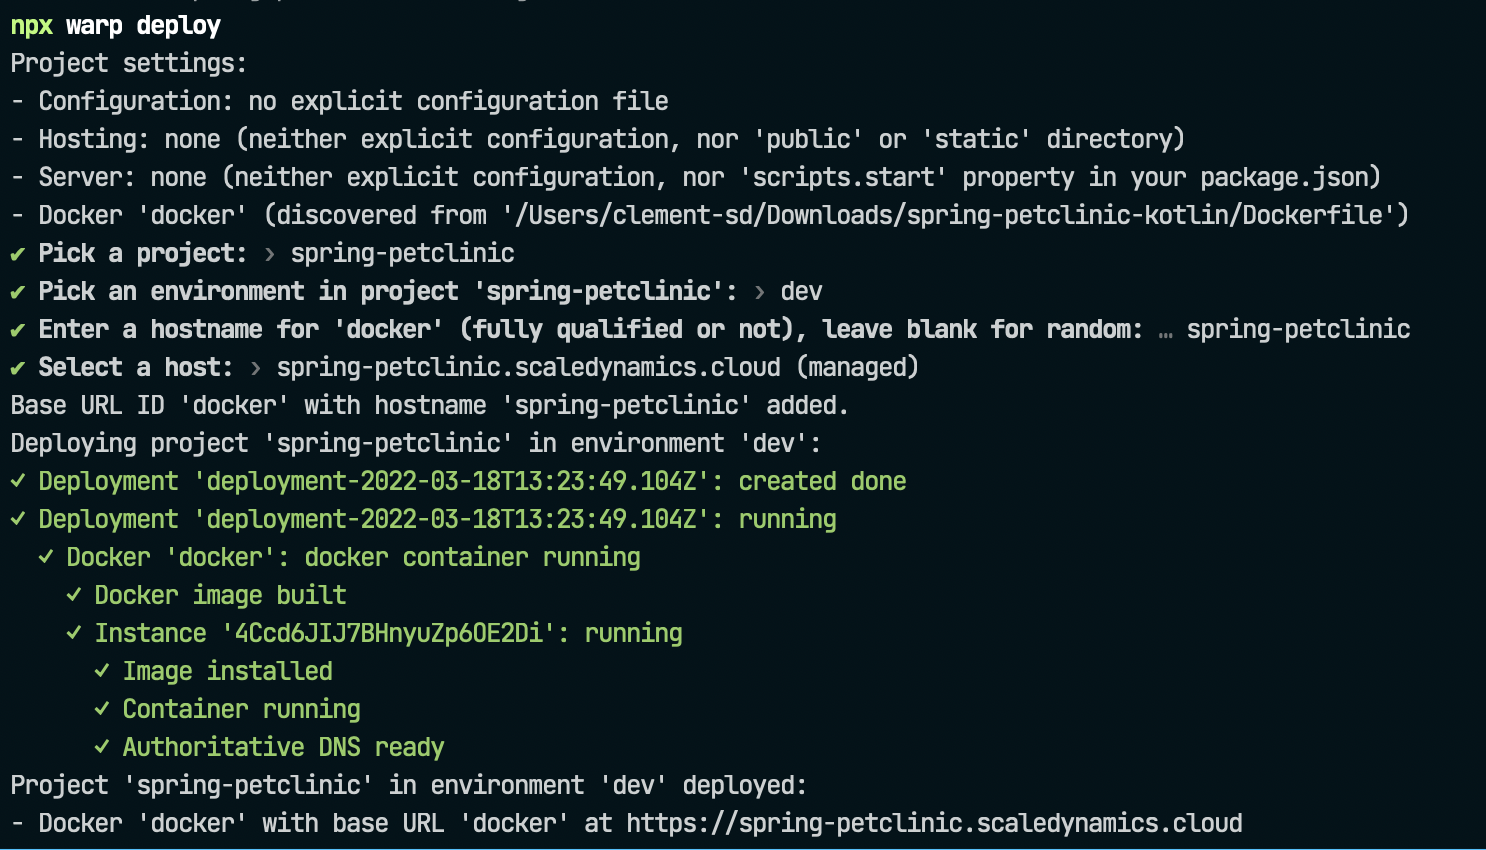 npx warp deploy
Project settings:
- Configuration: no explicit configuration file
- Hosting: none (neither explicit configuration, nor 'public' or 'static' directory)
- Server: none (neither explicit configuration, nor 'scripts.start' property in your package.json)
- Docker 'docker' (discovered from '/Users/clement-sd/Downloads/spring-petclinic-kotlin/Dockerfile')
✔ Pick a project: › spring-petclinic
✔ Pick an environment in project 'spring-petclinic': › dev
✔ Enter a hostname for 'docker' (fully qualified or not), leave blank for random: … spring-petclinic
✔ Select a host: › spring-petclinic.scaledynamics.cloud (managed)
Base URL ID 'docker' with hostname 'spring-petclinic' added.
Deploying project 'spring-petclinic' in environment 'dev':
✓ Deployment 'deployment-2022-03-18T13:23:49.104Z': created done
✓ Deployment 'deployment-2022-03-18T13:23:49.104Z': running
✓ Docker 'docker': docker container running
✓ Docker image built
✓ Instance '4Ccd6JIJ7BHnyuZp6OE2Di': running
✓ Image installed
✓ Container running
✓ Authoritative DNS ready
Project 'spring-petclinic' in environment 'dev' deployed:
- Docker 'docker' with base URL 'docker' at https://spring-petclinic.scaledynamics.cloud